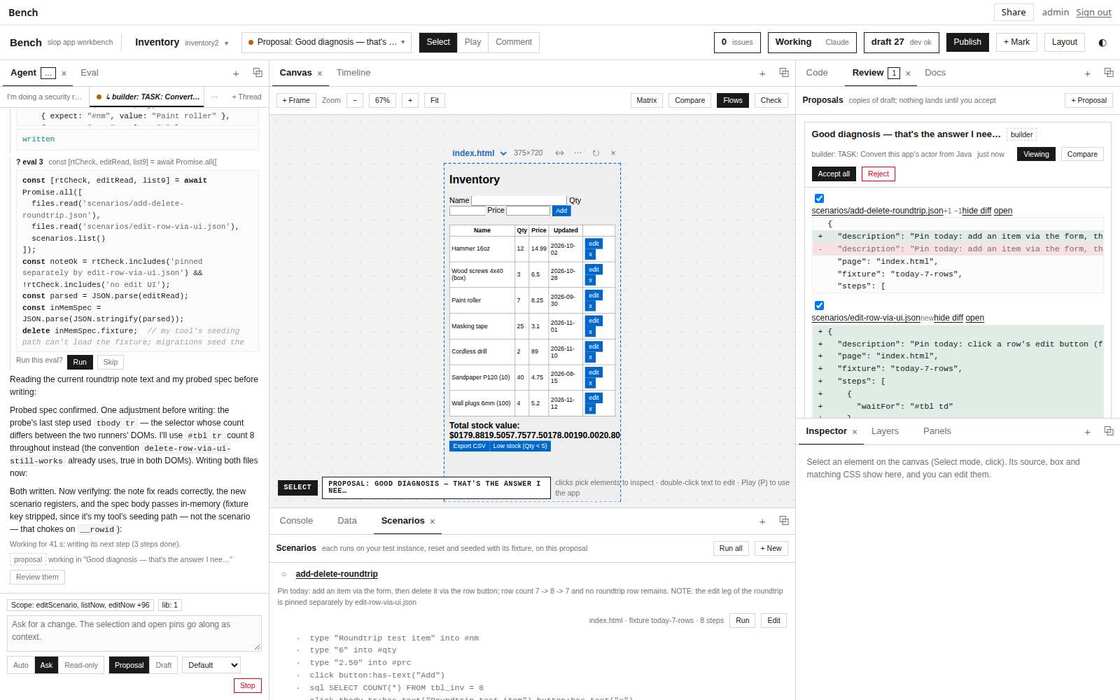 Bench
Share admin Sign out
Bench slop app workbench Inventory inventory2 Proposal: Good diagnosis — that's … Select Play Comment 0 issues Working Claude draft 27 dev ok Publish + Mark Layout
Agent … × Eval +
I'm doing a security r… ↳ builder: TASK: Convert… ··· + Thread
{ expect: "#nm", value: "Paint roller" },
written
? eval 3 const [rtCheck, editRead, list9] = await Promise.all([
const [rtCheck, editRead, list9] = await
Promise.all([
files.read('scenarios/add-delete-
roundtrip.json'),
files.read('scenarios/edit-row-via-ui.json'),
scenarios.list()
]);
const noteOk = rtCheck.includes('pinned
separately by edit-row-via-ui.json') &&
!rtCheck.includes('no edit UI');
const parsed = JSON.parse(editRead);
const inMemSpec =
JSON.parse(JSON.stringify(parsed));
delete inMemSpec.fixture; // my tool's seeding
path can't load the fixture; migrations seed the
Run this eval? Run Skip
Reading the current roundtrip note text and my probed spec before
writing:
Probed spec confirmed. One adjustment before writing: the
probe's last step used tbody tr — the selector whose count
differs between the two runners' DOMs. I'll use #tbl tr count 8
throughout instead (the convention delete-row-via-ui-
still-works already uses, true in both DOMs). Writing both files
now:
Both written. Now verifying: the note fix reads correctly, the new
scenario registers, and the spec body passes in-memory (fixture
key stripped, since it's my tool's seeding path — not the scenario
— that chokes on __rowid ):
Working for 41 s: writing its next step (3 steps done).
proposal · working in "Good diagnosis — that's the answer I nee…"
Review them
Scope: editScenario, listNow, editNow +96 lib: 1
Ask for a change. The selection and open pins go along as
context.
Auto Ask Read-only Proposal Draft Default
Stop
Canvas × Timeline +
+ Frame Zoom − 67% + Fit Matrix Compare Flows Check
index.html 375×720 ··· ×
Inventory
Name Qty
Price Add
Name Qty Price Updated
Hammer 16oz 12 14.99 2026-10-02 edit x
Wood screws 4x40 (box) 3 6.5 2026-10-28 edit x
Paint roller 7 8.25 2026-09-30 edit x
Masking tape 25 3.1 2026-11-01 edit x
Cordless drill 2 89 2026-11-10 edit x
Sandpaper P120 (10) 40 4.75 2026-08-15 edit x
Wall plugs 6mm (100) 4 5.2 2026-11-12 edit x
Total stock value:
$0179.8819.5057.7577.50178.00190.0020.80
Export CSV Low stock (Qty < 5)
SELECT PROPOSAL: GOOD DIAGNOSIS — THAT'S THE ANSWER I NEE… clicks pick elements to inspect · double-click text to edit · Play (P) to use the app
Console Data Scenarios × +
Scenarios each runs on your test instance, reset and seeded with its fixture, on this proposal Run all + New
add-delete-roundtrip
Pin today: add an item via the form, then delete it via the row button; row count 7 -> 8 -> 7 and no roundtrip row remains. NOTE: the edit leg of the roundtrip
is pinned separately by edit-row-via-ui.json
index.html · fixture today-7-rows · 8 steps Run Edit
· type "Roundtrip test item" into #nm
· type "6" into #qty
· type "2.50" into #prc
· click button:has-text("Add")
· sql SELECT COUNT(*) FROM tbl_inv = 8
· click tbody tr:has-text("Roundtrip test item") button:has-text("x")
Code Review 1 Docs +
Proposals copies of draft; nothing lands until you accept + Proposal
Good diagnosis — that's the answer I nee… builder
builder: TASK: Convert this app's actor from Java just now Viewing Compare
Accept all Reject
scenarios/add-delete-roundtrip.json+1 −1hide diff open
{
+ "description": "Pin today: add an item via the form, th
- "description": "Pin today: add an item via the form, th
"page": "index.html",
"fixture": "today-7-rows",
"steps": [
scenarios/edit-row-via-ui.jsonnewhide diff open
+ {
+ "description": "Pin today: click a row's edit button (f
+ "page": "index.html",
+ "fixture": "today-7-rows",
+ "steps": [
+ {
+ "waitFor": "#tbl td"
+ }
Inspector × Layers Panels +
Select an element on the canvas (Select mode, click). Its source, box and
matching CSS show here, and you can edit them.